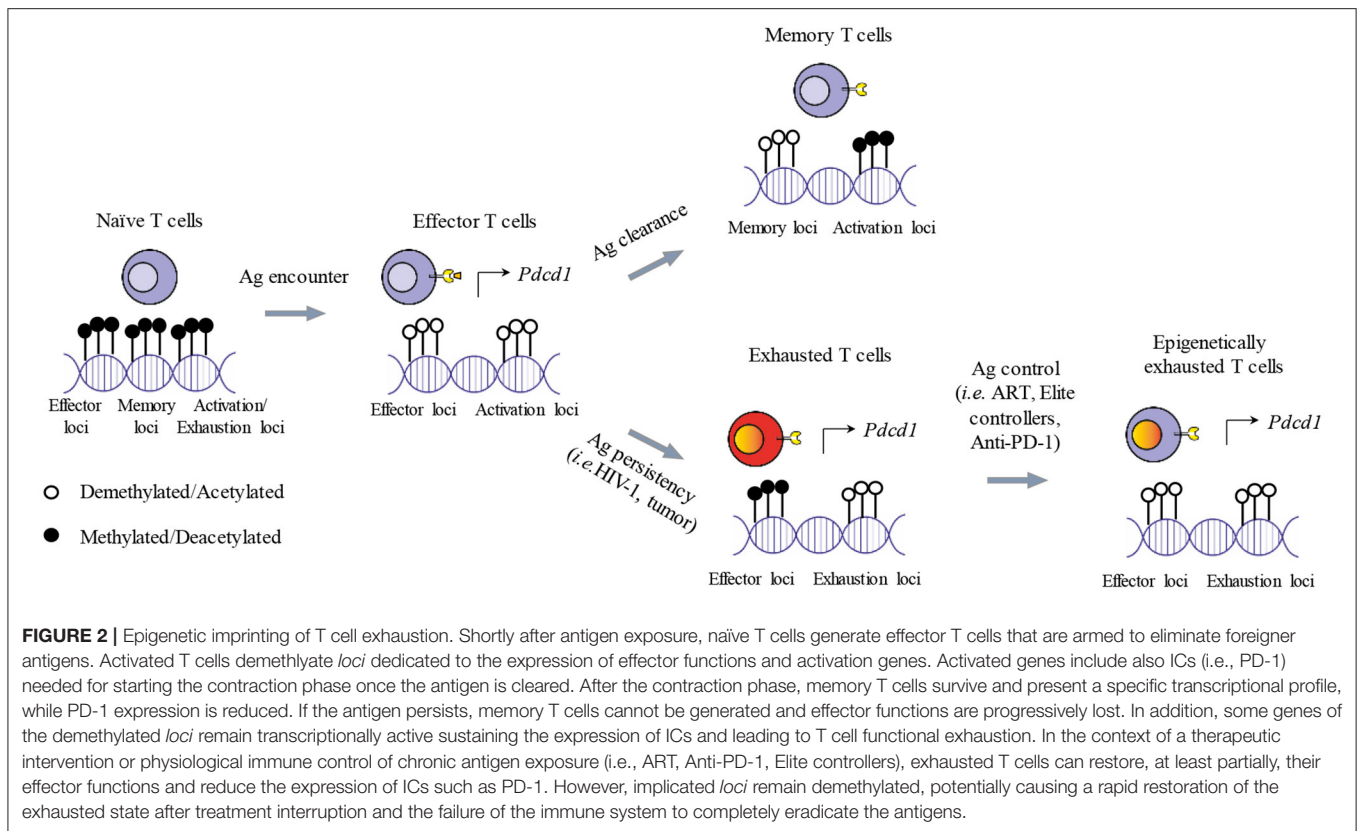 Memory T cells
Memory loci Activation loci
Naïve T cells
Effector loci
Memory loci
Activation/
Exhaustion loci
Ag encounter
Effector T cells
Pdcd1
Effector loci Activation loci
Ag clearance
Ag persistency
(i.e.HIV-1, tumor)
Exhausted T cells
Pdcd1
Effector loci Exhaustion loci
Ag control
(i.e. ART, Elite
controllers,
Anti-PD-1)
Epigenetically
exhausted T cells
Pdcd1
Effector loci Exhaustion loci
Demethylated/Acetylated
Methylated/Deacetylated
FIGURE 2 | Epigenetic imprinting of T cell exhaustion. Shortly after antigen exposure, naïve T cells generate effector T cells that are armed to eliminate foreigner
antigens. Activated T cells demethlyate loci dedicated to the expression of effector functions and activation genes. Activated genes include also ICs (i.e., PD-1)
needed for starting the contraction phase once the antigen is cleared. After the contraction phase, memory T cells survive and present a specific transcriptional profile,
while PD-1 expression is reduced. If the antigen persists, memory T cells cannot be generated and effector functions are progressively lost. In addition, some genes of
the demethylated loci remain transcriptionally active sustaining the expression of ICs and leading to T cell functional exhaustion. In the context of a therapeutic
intervention or physiological immune control of chronic antigen exposure (i.e., ART, Anti-PD-1, Elite controllers), exhausted T cells can restore, at least partially, their
effector functions and reduce the expression of ICs such as PD-1. However, implicated loci remain demethylated, potentially causing a rapid restoration of the
exhausted state after treatment interruption and the failure of the immune system to completely eradicate the antigens.